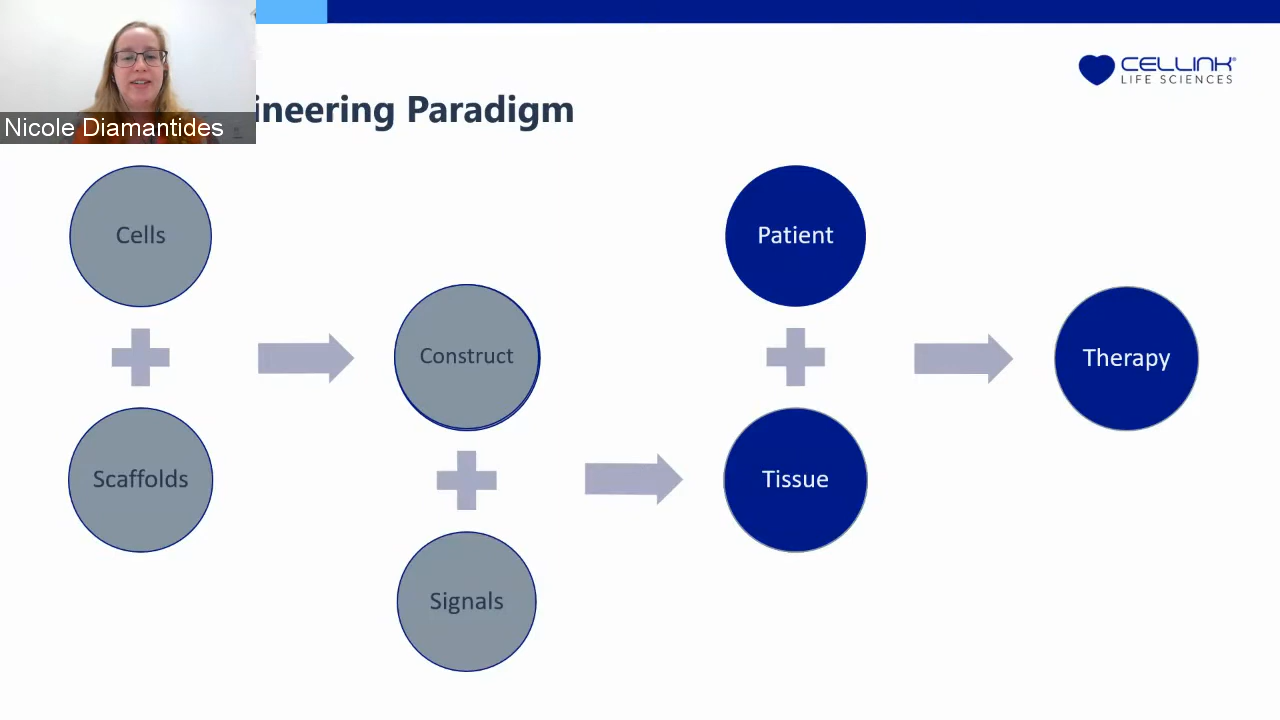 CELLINK®
LIFE SCIENCES
ineering Paradigm
Nicole Diamantides
Cells
Patient
Construct
Therapy
Scaffolds
Tissue
Signals